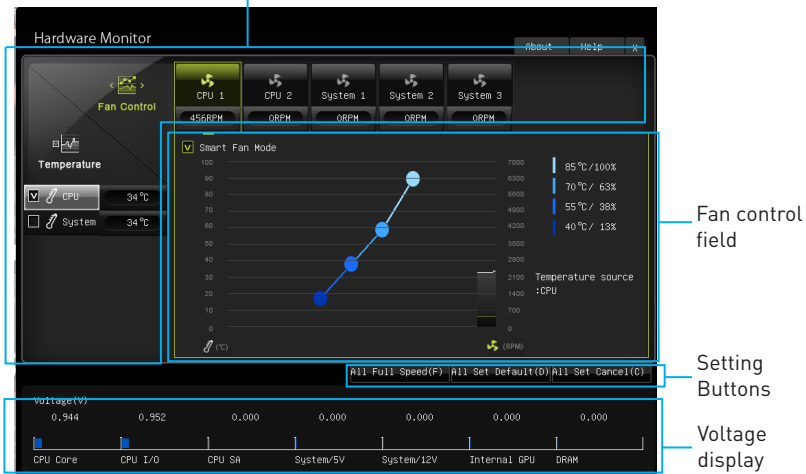 Hardware Monitor
About Help x
Fan Control
CPU 1 CPU 2 System 1 System 2 System 3
456RPM 0RPM 0RPM 0RPM 0RPM
Temperature
V CPU 34°C
System 34°C
V Smart Fan Mode
100 7000
90 6300
80 5600
70 4900
60 4200
50 3500
40 2800
30 2100
20 1400
10 700
0 0
(°C) (RPM)
85°C/100%
70°C/ 63%
55°C/ 38%
40°C/ 13%
Temperature source
:CPU
Fan control
field
All Full Speed(F) All Set Default(D) All Set Cancel(C)
Setting
Buttons
Voltage(V)
0.944 0.952 0.000 0.000 0.000 0.000 0.000
CPU Core CPU I/O CPU SA System/5V System/12V Internal GPU DRAM
Voltage
display